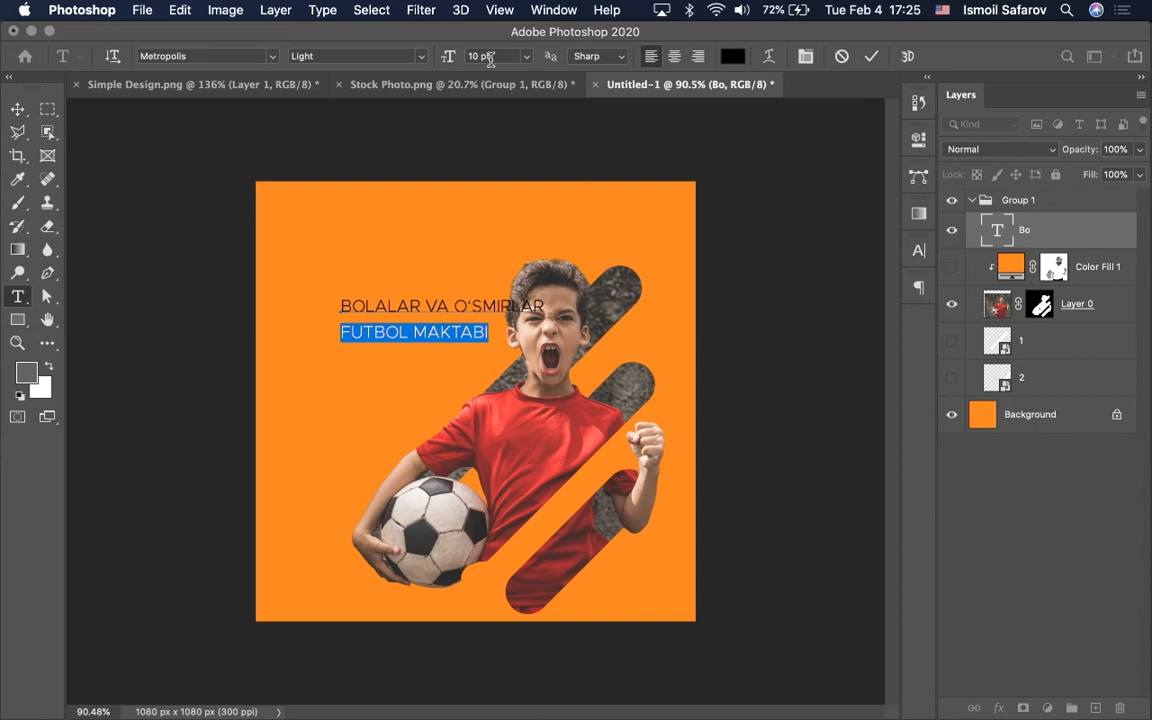 Photoshop File Edit Image Layer Type Select Filter 3D View Window Help 72% Tue Feb 4 17:25 Ismoil Safarov
Adobe Photoshop 2020
Metropolis Light 10 pt Sharp 3D
Simple Design.png @ 136% (Layer 1, RGB/8) * Stock Photo.png @ 20.7% (Group 1, RGB/8) * Untitled-1 @ 90.5% (Bo, RGB/8) *
Layers
Kind
Normal Opacity: 100%
Lock: Fill: 100%
Group 1
Bo
Color Fill 1
Layer 0
1
2
Background
BOLALAR VA O‘SMIRLAR
FUTBOL MAKTABI
90.48% 1080 px x 1080 px (300 ppi)